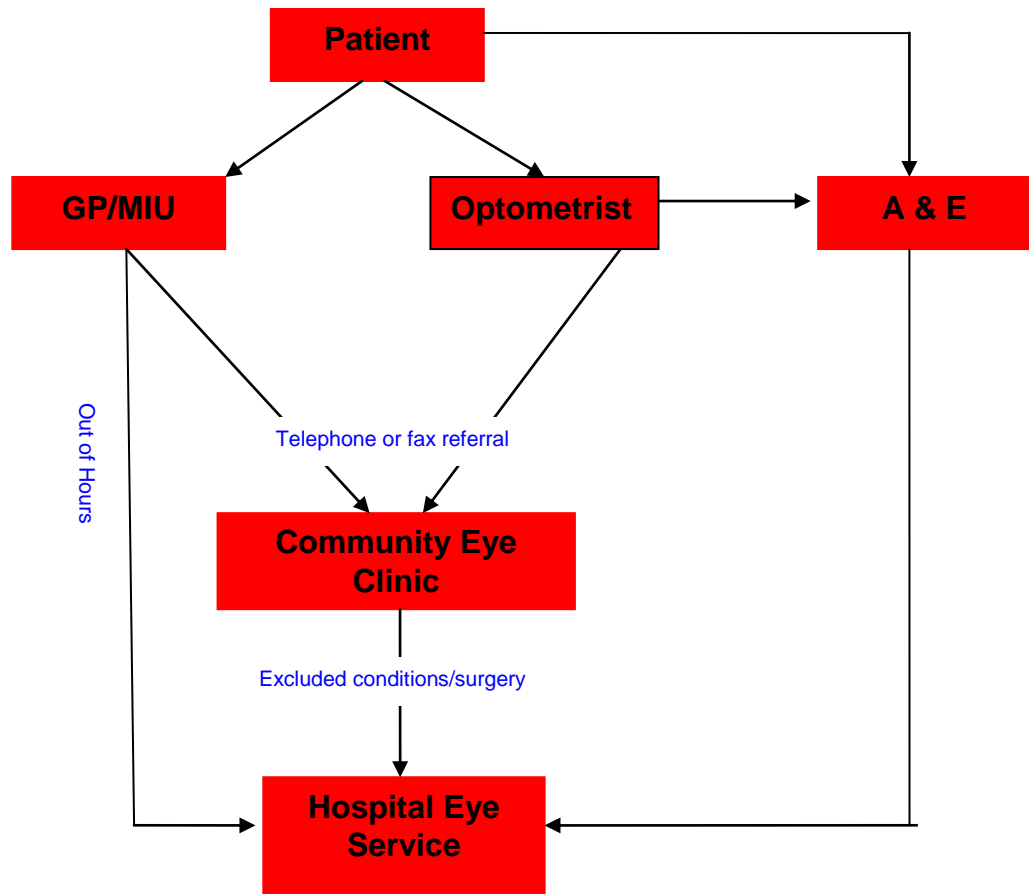 Patient
GP/MIU
Optometrist
A & E
Out of Hours
Telephone or fax referral
Community Eye
Clinic
Excluded conditions/surgery
Hospital Eye
Service